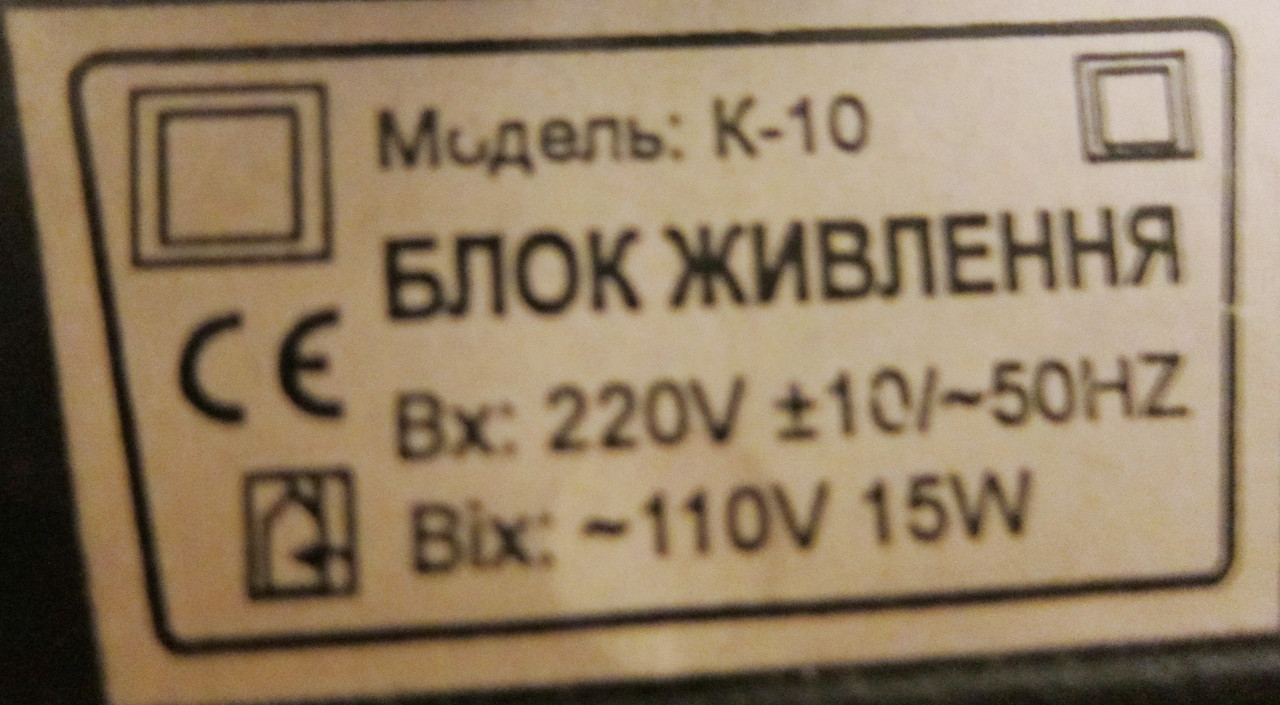 Модель: К-10
БЛОК ЖИВЛЕННЯ
CE
Вх: 220V ±10/~50HZ
Віх: ~110V 15W